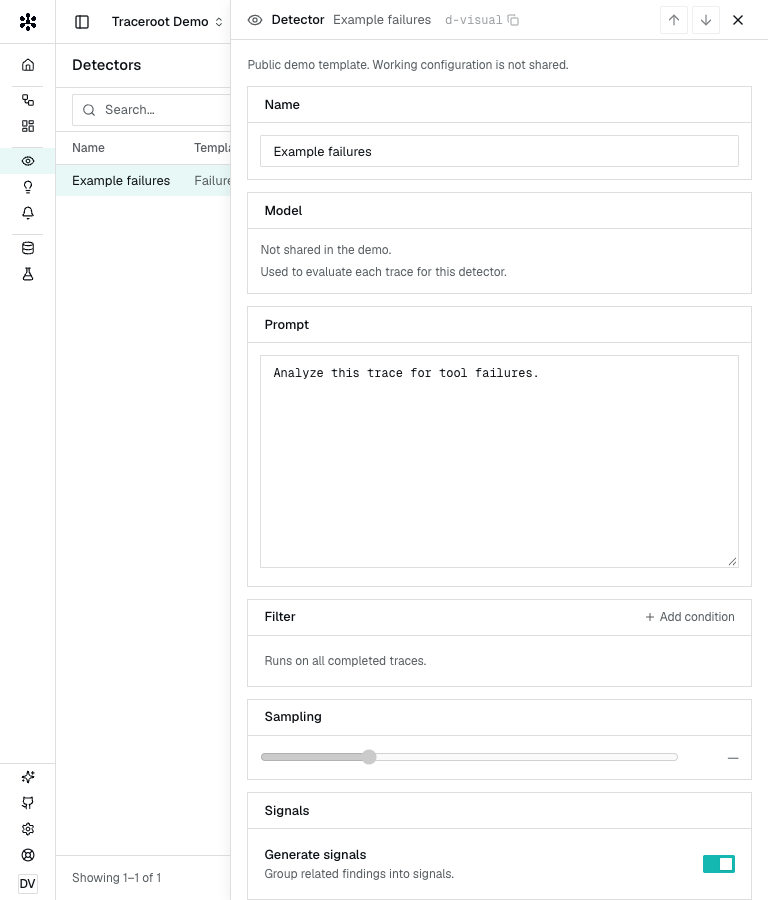 Traceroot Demo
Detectors
Search...
Name Templa
Example failures Failure
Showing 1–1 of 1
DV
Detector Example failures d-visual
Public demo template. Working configuration is not shared.
Name
Example failures
Model
Not shared in the demo.
Used to evaluate each trace for this detector.
Prompt
Analyze this trace for tool failures.
Filter + Add condition
Runs on all completed traces.
Sampling
—
Signals
Generate signals
Group related findings into signals.